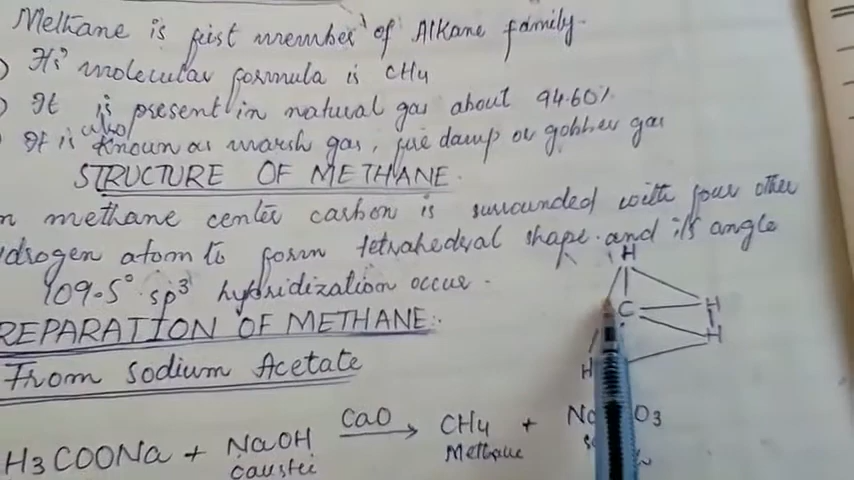 Methane is first member of Alkane family.
) It's molecular formula is CH4
) It is present in natural gas about 94.60%
) It is also known as marsh gas, fire damp or gobber gas
STRUCTURE OF METHANE
n methane center carbon is surrounded with four other
ydrogen atom to form tetrahedral shape. and it's angle
109.5° sp3 hybridization occur.
H
C H
H
H
REPARATION OF METHANE:
From sodium Acetate
H3COONa + NaOH CaO → CH4 + Na O3
caustic Methane